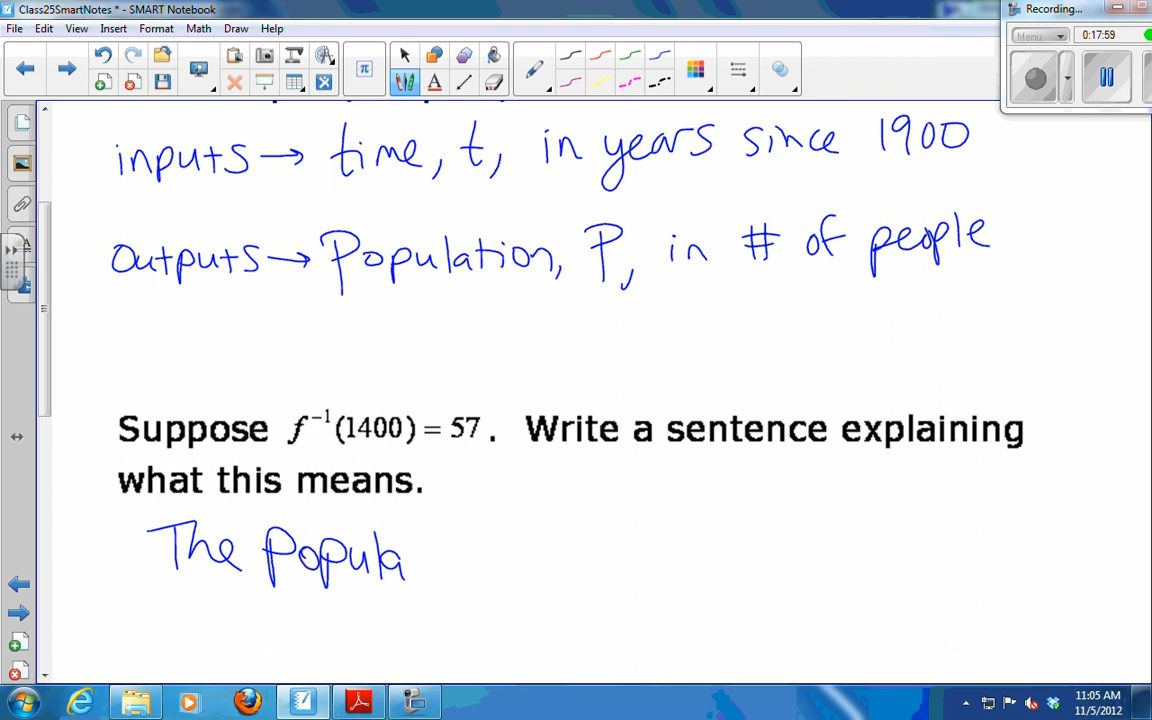 Class25SmartNotes * - SMART Notebook
Recording...
File Edit View Insert Format Math Draw Help
Menu
0:17:59
inputs → time, t, in years since 1900
Outputs → Population, P, in # of people
Suppose f⁻¹(1400) = 57. Write a sentence explaining
what this means.
The popula
11:05 AM
11/5/2012